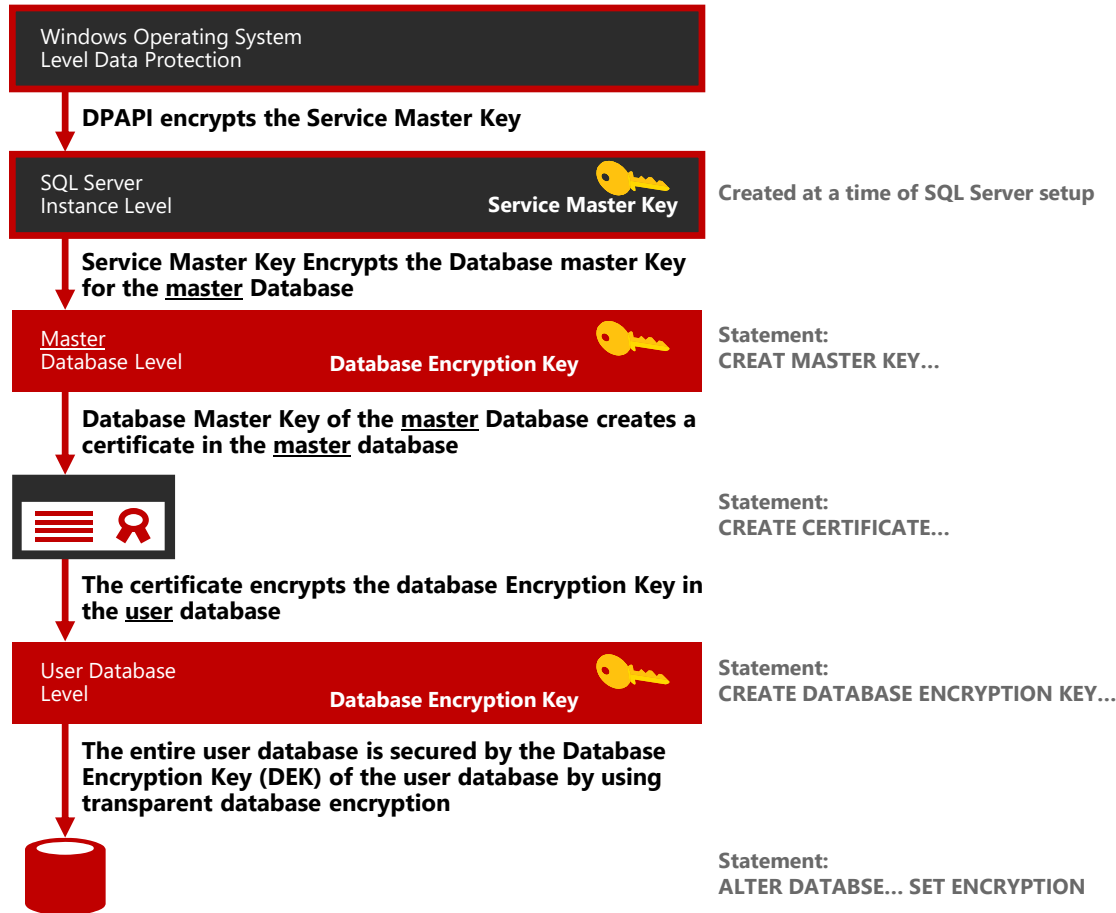 Windows Operating System
Level Data Protection
DPAPI encrypts the Service Master Key
SQL Server
Instance Level
Service Master Key
Created at a time of SQL Server setup
Service Master Key Encrypts the Database master Key
for the master Database
Master
Database Level
Database Encryption Key
Statement:
CREAT MASTER KEY...
Database Master Key of the master Database creates a
certificate in the master database
Statement:
CREATE CERTIFICATE...
The certificate encrypts the database Encryption Key in
the user database
User Database
Level
Database Encryption Key
Statement:
CREATE DATABASE ENCRYPTION KEY...
The entire user database is secured by the Database
Encryption Key (DEK) of the user database by using
transparent database encryption
Statement:
ALTER DATABSE... SET ENCRYPTION